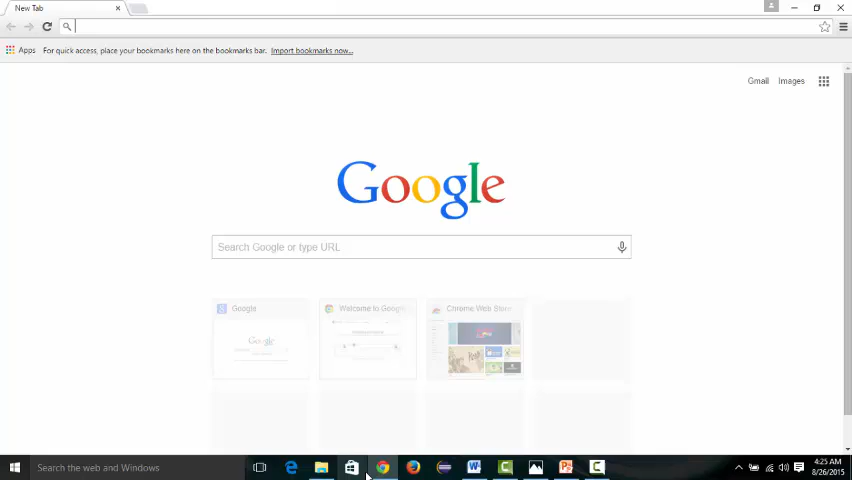 New Tab
Apps For quick access, place your bookmarks here on the bookmarks bar. Import bookmarks now...
Gmail Images
Google
Search Google or type URL
Google Welcome to Google Chrome Web Store
Search the web and Windows
4:25 AM
8/26/2015